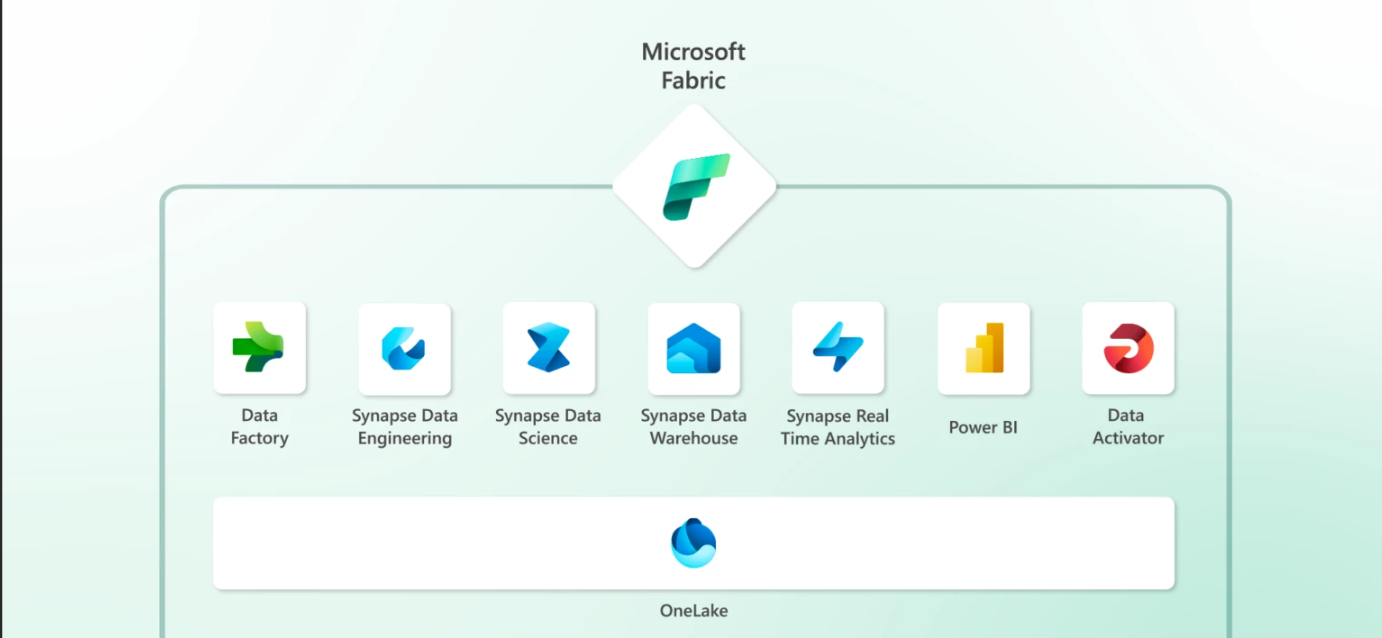 Microsoft
Fabric
Data
Factory
Synapse Data
Engineering
Synapse Data
Science
Synapse Data
Warehouse
Synapse Real
Time Analytics
Power BI
Data
Activator
OneLake